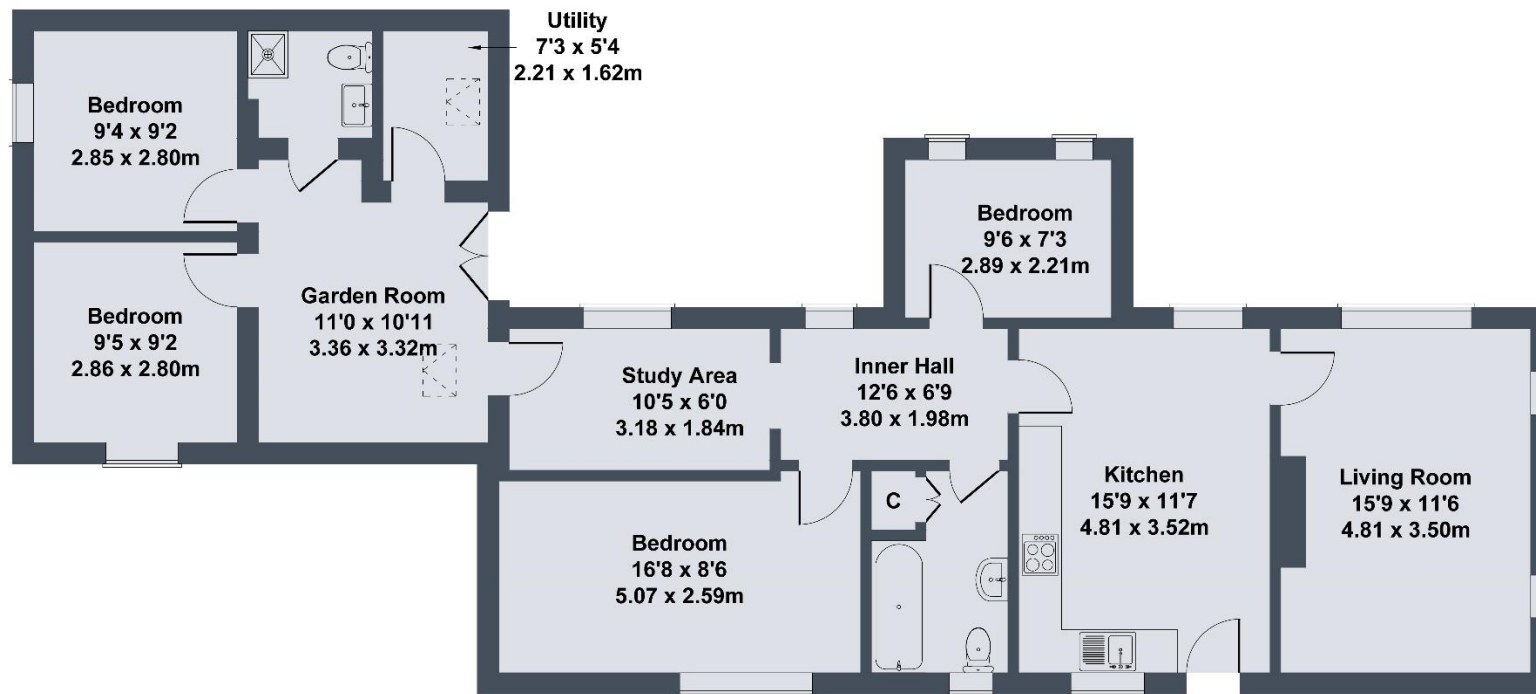 Utility
7'3 x 5'4
2.21 x 1.62m
Bedroom
9'4 x 9'2
2.85 x 2.80m
Bedroom
9'6 x 7'3
2.89 x 2.21m
Garden Room
11'0 x 10'11
3.36 x 3.32m
Bedroom
9'5 x 9'2
2.86 x 2.80m
Study Area
10'5 x 6'0
3.18 x 1.84m
Inner Hall
12'6 x 6'9
3.80 x 1.98m
Kitchen
15'9 x 11'7
4.81 x 3.52m
Living Room
15'9 x 11'6
4.81 x 3.50m
C
Bedroom
16'8 x 8'6
5.07 x 2.59m